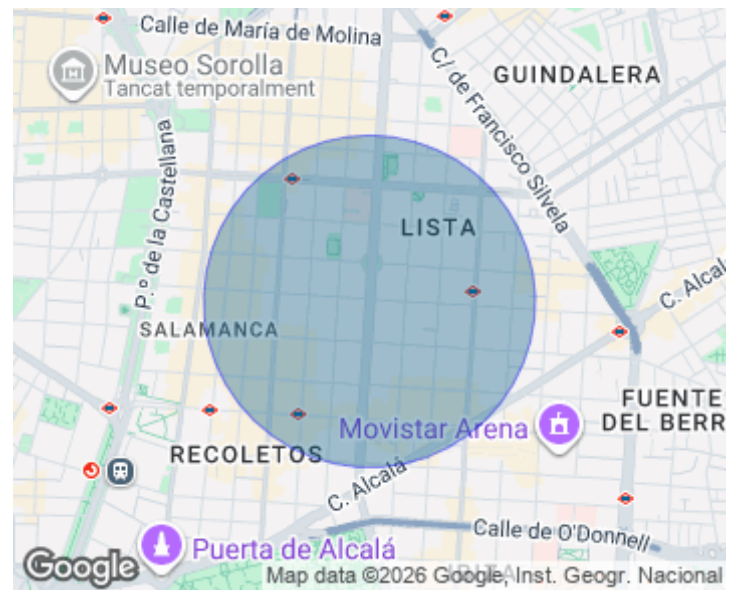 Calle de María de Molina
Museo Sorolla
Tancat temporalment
GUINDALERA
C/ de Francisco Silvela
P.º de la Castellana
LISTA
C. Alcalá
SALAMANCA
FUENTE
DEL BERR
Movistar Arena
RECOLETOS
C. Alcalá
Calle de O'Donnell
Puerta de Alcalá
Google
Map data ©2026 Google, Inst. Geogr. Nacional